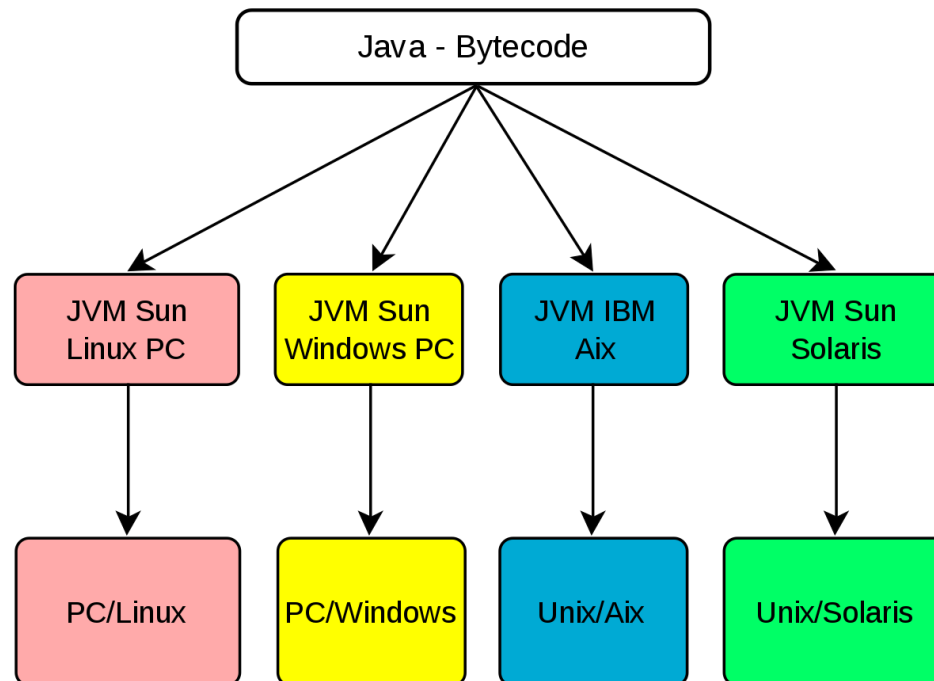 Java - Bytecode
JVM Sun
Linux PC
JVM Sun
Windows PC
JVM IBM
Aix
JVM Sun
Solaris
PC/Linux
PC/Windows
Unix/Aix
Unix/Solaris